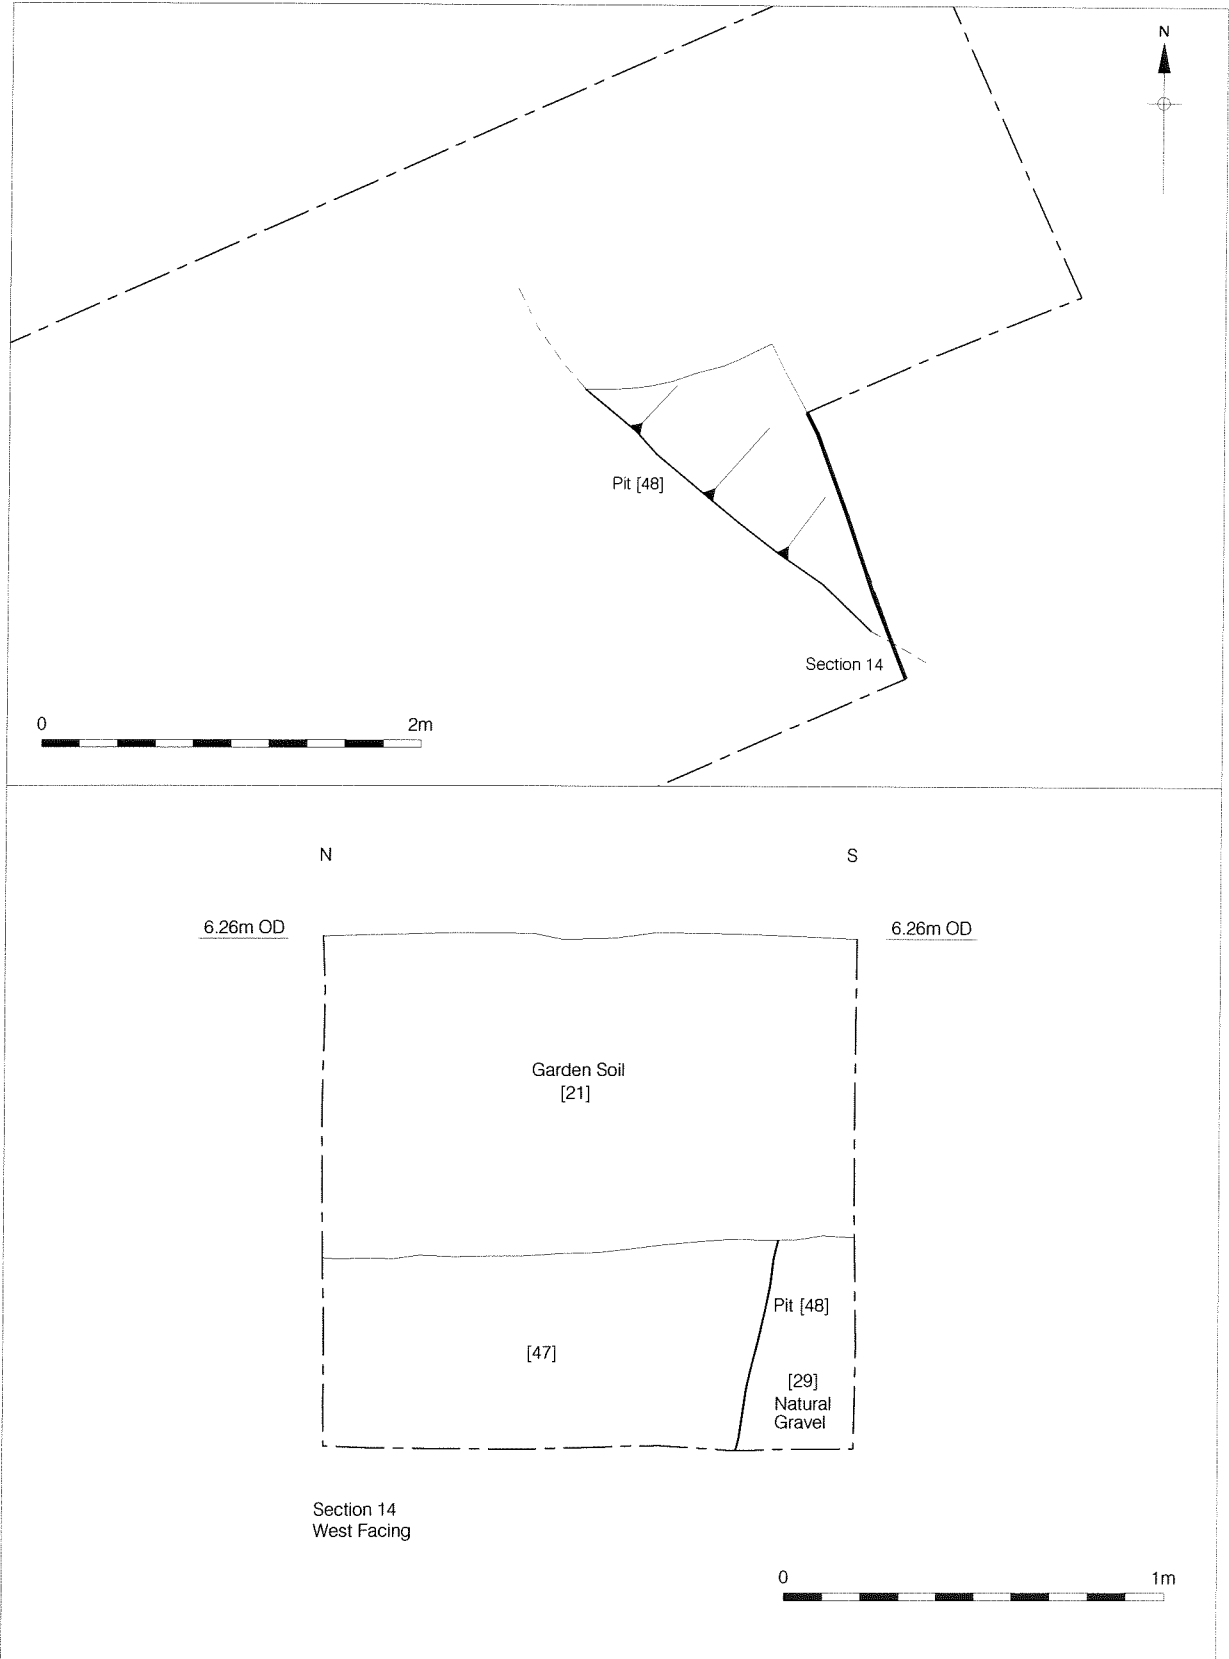 N
Pit [48]
Section 14
0 2m
N S
6.26m OD 6.26m OD
Garden Soil
[21]
Pit [48]
[47]
[29]
Natural
Gravel
Section 14
West Facing
0 1m